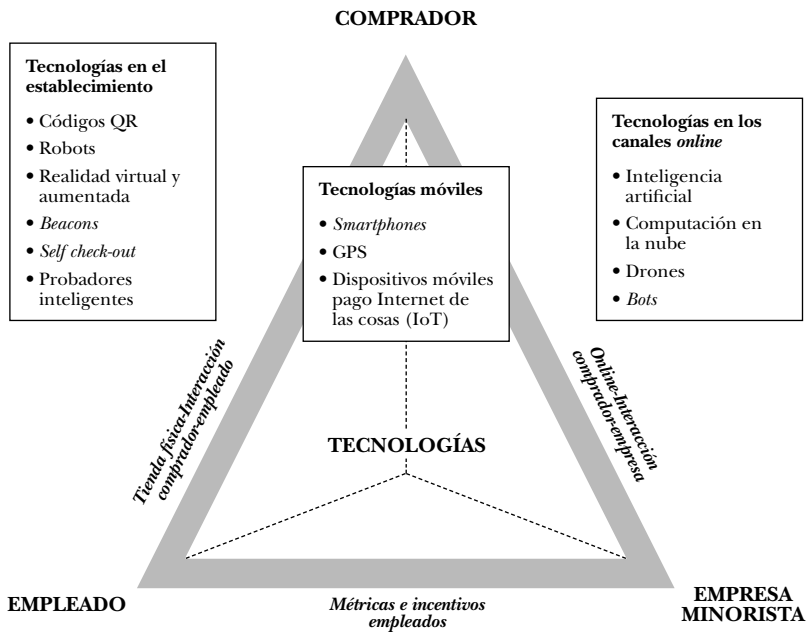 COMPRADOR
Tecnologías en el
establecimiento
• Códigos QR
• Robots
• Realidad virtual y
aumentada
• Beacons
• Self check-out
• Probadores
inteligentes
Tecnologías móviles
• Smartphones
• GPS
• Dispositivos móviles
pago Internet de
las cosas (IoT)
Tecnologías en los
canales online
• Inteligencia
artificial
• Computación en
la nube
• Drones
• Bots
Tienda física-Interacción
comprador-empleado
Online-Interacción
comprador-empresa
TECNOLOGÍAS
EMPLEADO
Métricas e incentivos
empleados
EMPRESA
MINORISTA